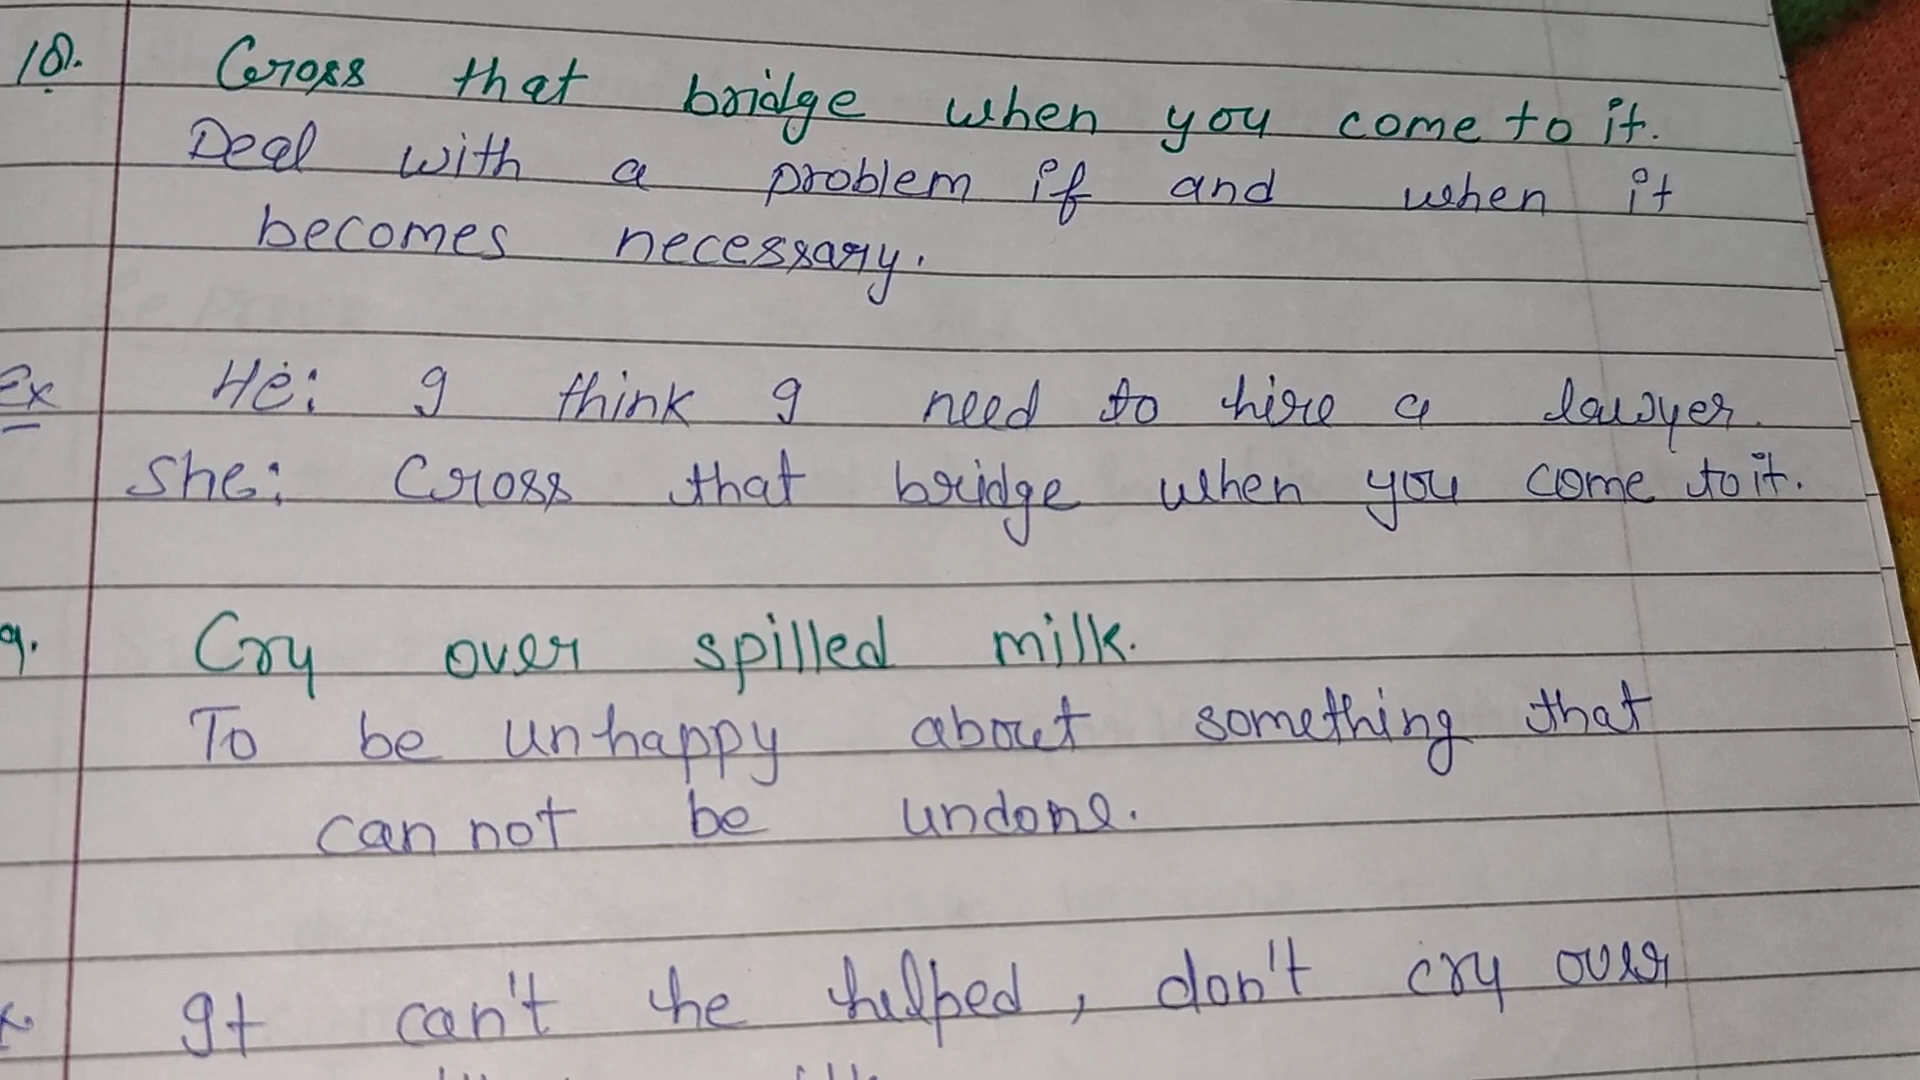 18. Cross that bridge when you come to it.
Deal with a problem if and when it
becomes necessary.
Ex He: I think I need to hire a lawyer.
She: Cross that bridge when you come to it.
9. Cry over spilled milk.
To be unhappy about something that
can not be undone.
It can't he helped, don't cry over